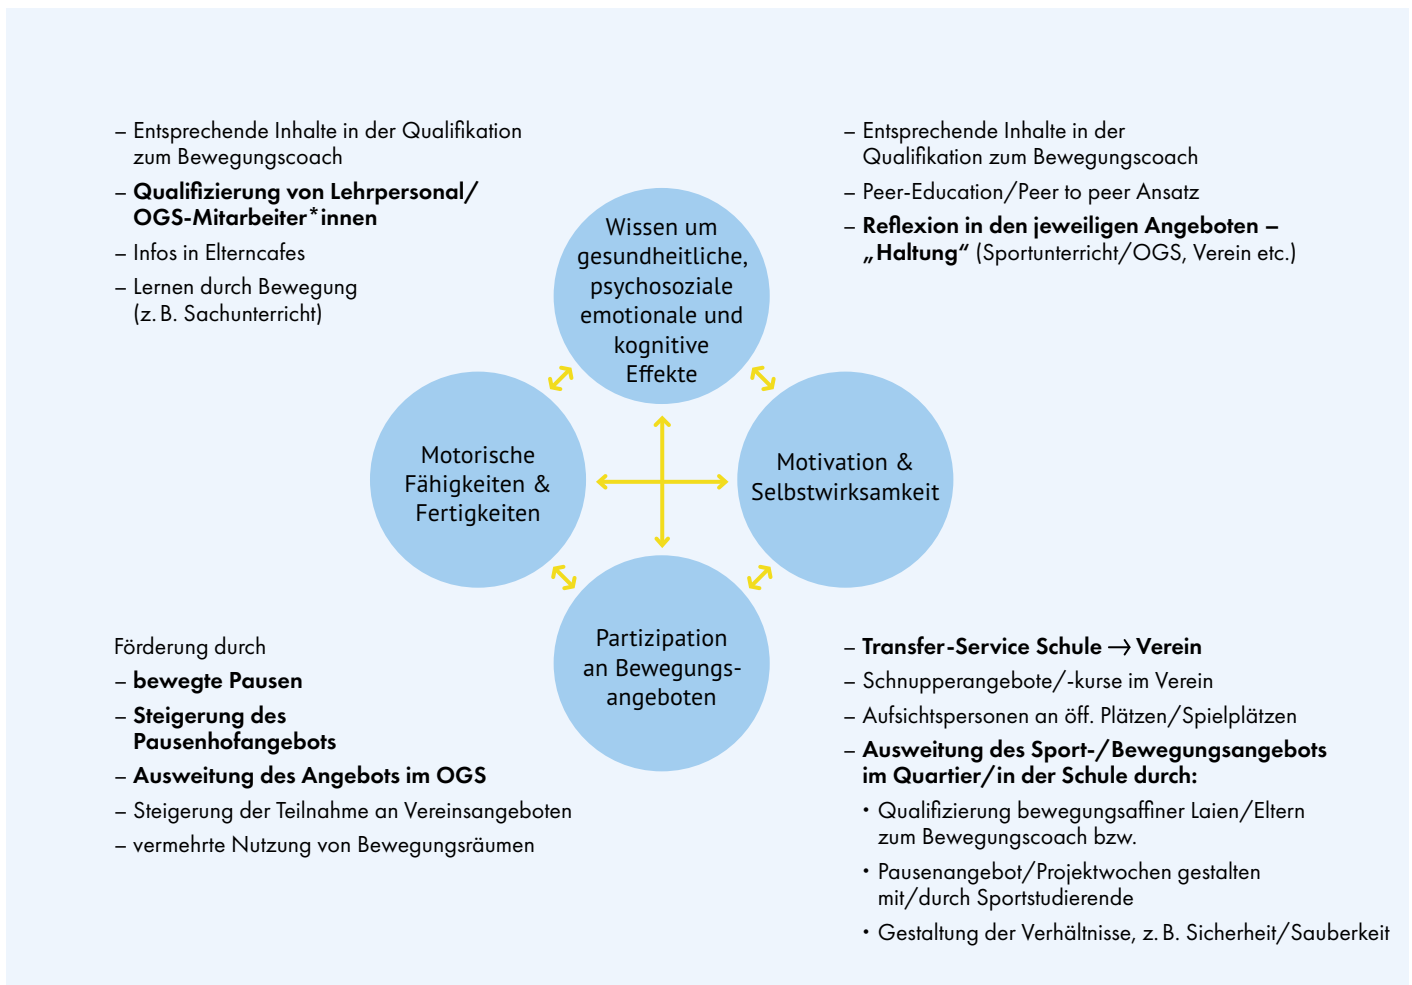 – Entsprechende Inhalte in der Qualifikation
zum Bewegungscoach
– Qualifizierung von Lehrpersonal/
OGS-Mitarbeiter*innen
– Infos in Elterncafes
– Lernen durch Bewegung
(z. B. Sachunterricht)
– Entsprechende Inhalte in der
Qualifikation zum Bewegungscoach
– Peer-Education/Peer to peer Ansatz
– Reflexion in den jeweiligen Angeboten –
„Haltung“ (Sportunterricht/OGS, Verein etc.)
Wissen um
gesundheitliche,
psychosoziale
emotionale und
kognitive
Effekte
Motorische
Fähigkeiten &
Fertigkeiten
Motivation &
Selbstwirksamkeit
Partizipation
an Bewegungs-
angeboten
Förderung durch
– bewegte Pausen
– Steigerung des
Pausenhofangebots
– Ausweitung des Angebots im OGS
– Steigerung der Teilnahme an Vereinsangeboten
– vermehrte Nutzung von Bewegungsräumen
– Transfer-Service Schule → Verein
– Schnupperangebote/-kurse im Verein
– Aufsichtspersonen an öff. Plätzen/Spielplätzen
– Ausweitung des Sport-/Bewegungsangebots
im Quartier/in der Schule durch:
• Qualifizierung bewegungsaffiner Laien/Eltern
zum Bewegungscoach bzw.
• Pausenangebot/Projektwochen gestalten
mit/durch Sportstudierende
• Gestaltung der Verhältnisse, z. B. Sicherheit/Sauberkeit